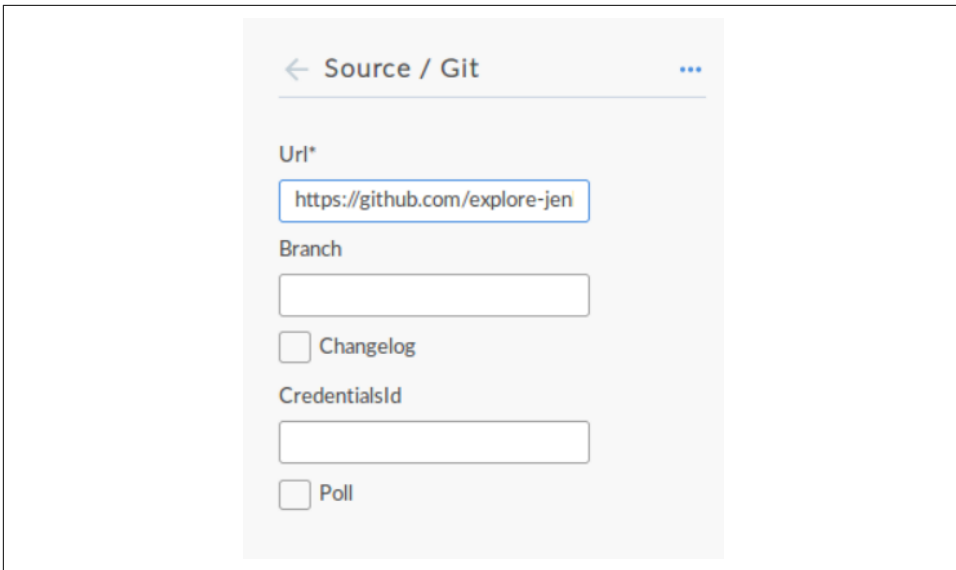 Source / Git
Url*
https://github.com/explore-jen
Branch
Changelog
CredentialsId
Poll